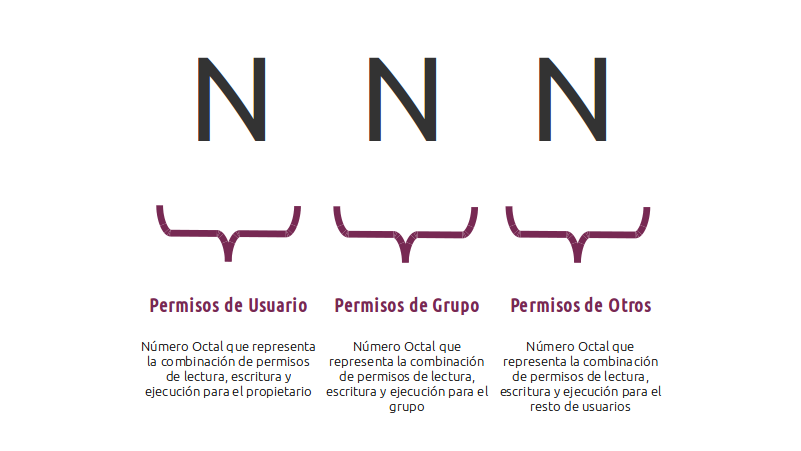 N N N
Permisos de Usuario
Permisos de Grupo
Permisos de Otros
Número Octal que representa
la combinación de permisos
de lectura, escritura y
ejecución para el propietario
Número Octal que
representa la combinación
de permisos de lectura,
escritura y ejecución para el
grupo
Número Octal que
representa la combinación
de permisos de lectura,
escritura y ejecución para el
resto de usuarios